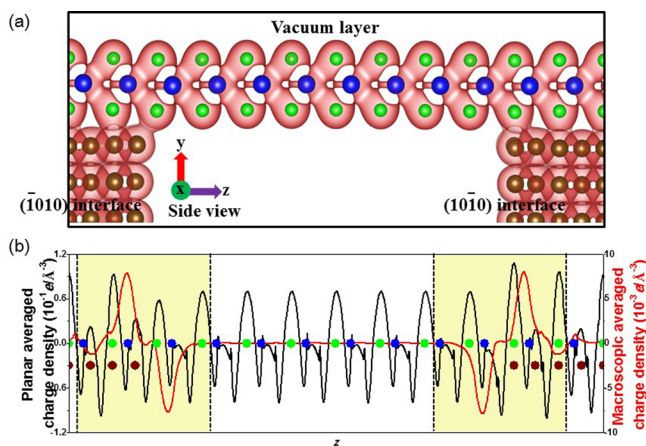 (a)
Vacuum layer
y
x
z
Side view
(1̅010) interface
(101̅0) interface
(b)
Planar averaged
charge density (10⁻¹e/Å⁻³)
1.2
0.6
0.0
-0.6
-1.2
10
5
0
5
10
Macroscopic averaged
charge density (10⁻³ e/Å⁻³)
z